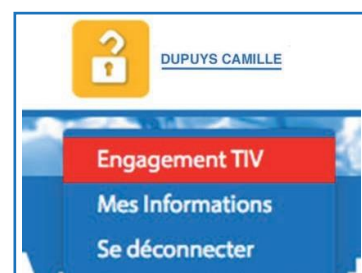 DUPUYS CAMILLE
Engagement TIV
Mes Informations
Se déconnecter